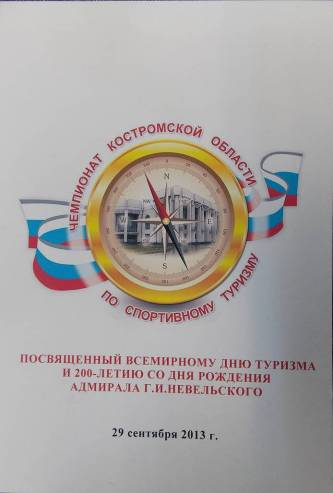 ЧЕМПИОНАТ КОСТРОМСКОЙ ОБЛАСТИ
ПО СПОРТИВНОМУ ТУРИЗМУ
N
S
ПОСВЯЩЕННЫЙ ВСЕМИРНОМУ ДНЮ ТУРИЗМА
И 200-ЛЕТИЮ СО ДНЯ РОЖДЕНИЯ
АДМИРАЛА Г.И.НЕВЕЛЬСКОГО
29 сентября 2013 г.